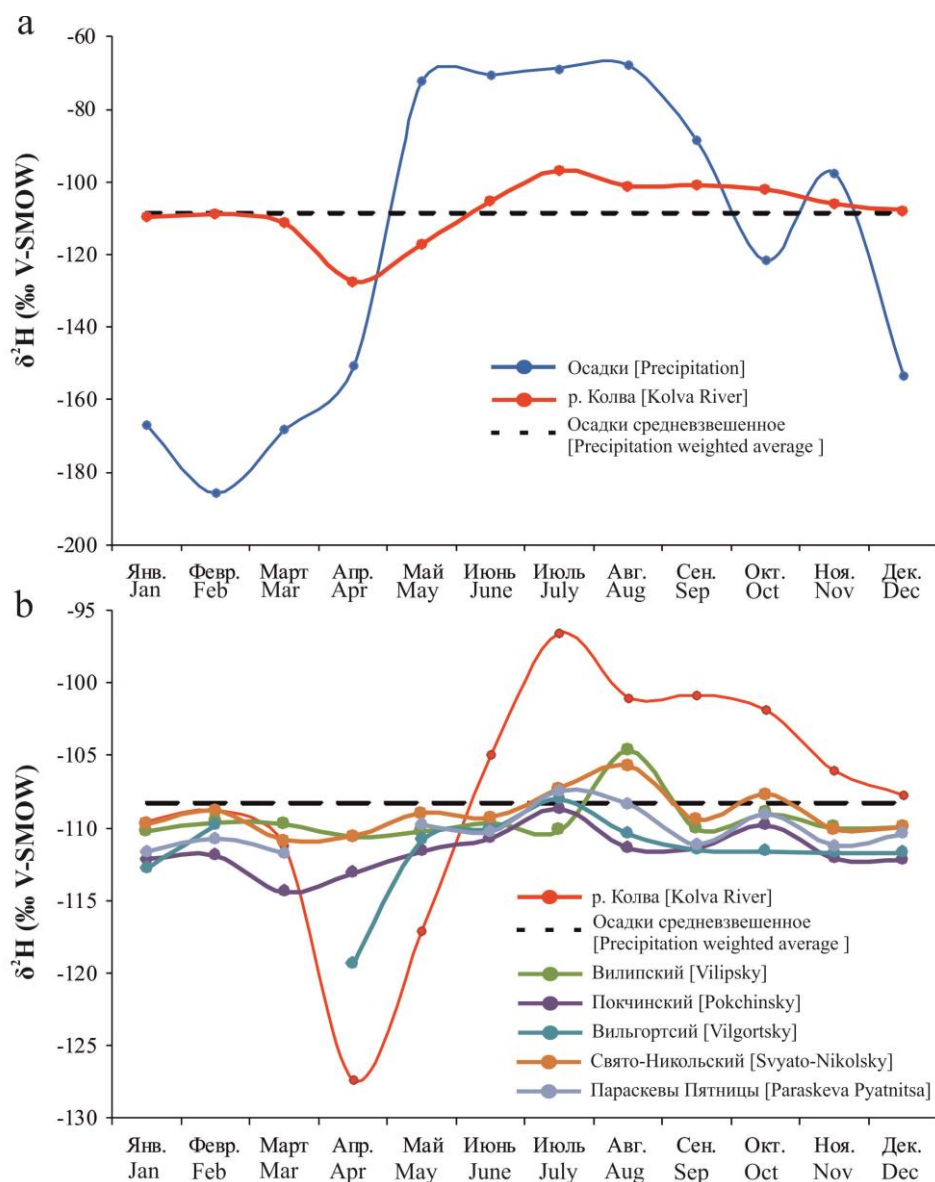 a
δ²H (‰ V-SMOW)
-60
-80
-100
-120
-140
-160
-180
-200
Осадки [Precipitation]
р. Колва [Kolva River]
Осадки средневзвешенное
[Precipitation weighted average ]
Янв. Февр. Март Апр. Май Июнь Июль Авг. Сен. Окт. Ноя. Дек.
Jan Feb Mar Apr May June July Aug Sep Oct Nov Dec
b
δ²H (‰ V-SMOW)
-95
-100
-105
-110
-115
-120
-125
-130
р. Колва [Kolva River]
Осадки средневзвешенное
[Precipitation weighted average ]
Вилипский [Vilipsky]
Покчинский [Pokchinsky]
Вильгортсий [Vilgortsky]
Свято-Никольский [Svyato-Nikolsky]
Параскевы Пятницы [Paraskeva Pyatnitsa]
Янв. Февр. Март Апр. Май Июнь Июль Авг. Сен. Окт. Ноя. Дек.
Jan Feb Mar Apr May June July Aug Sep Oct Nov Dec